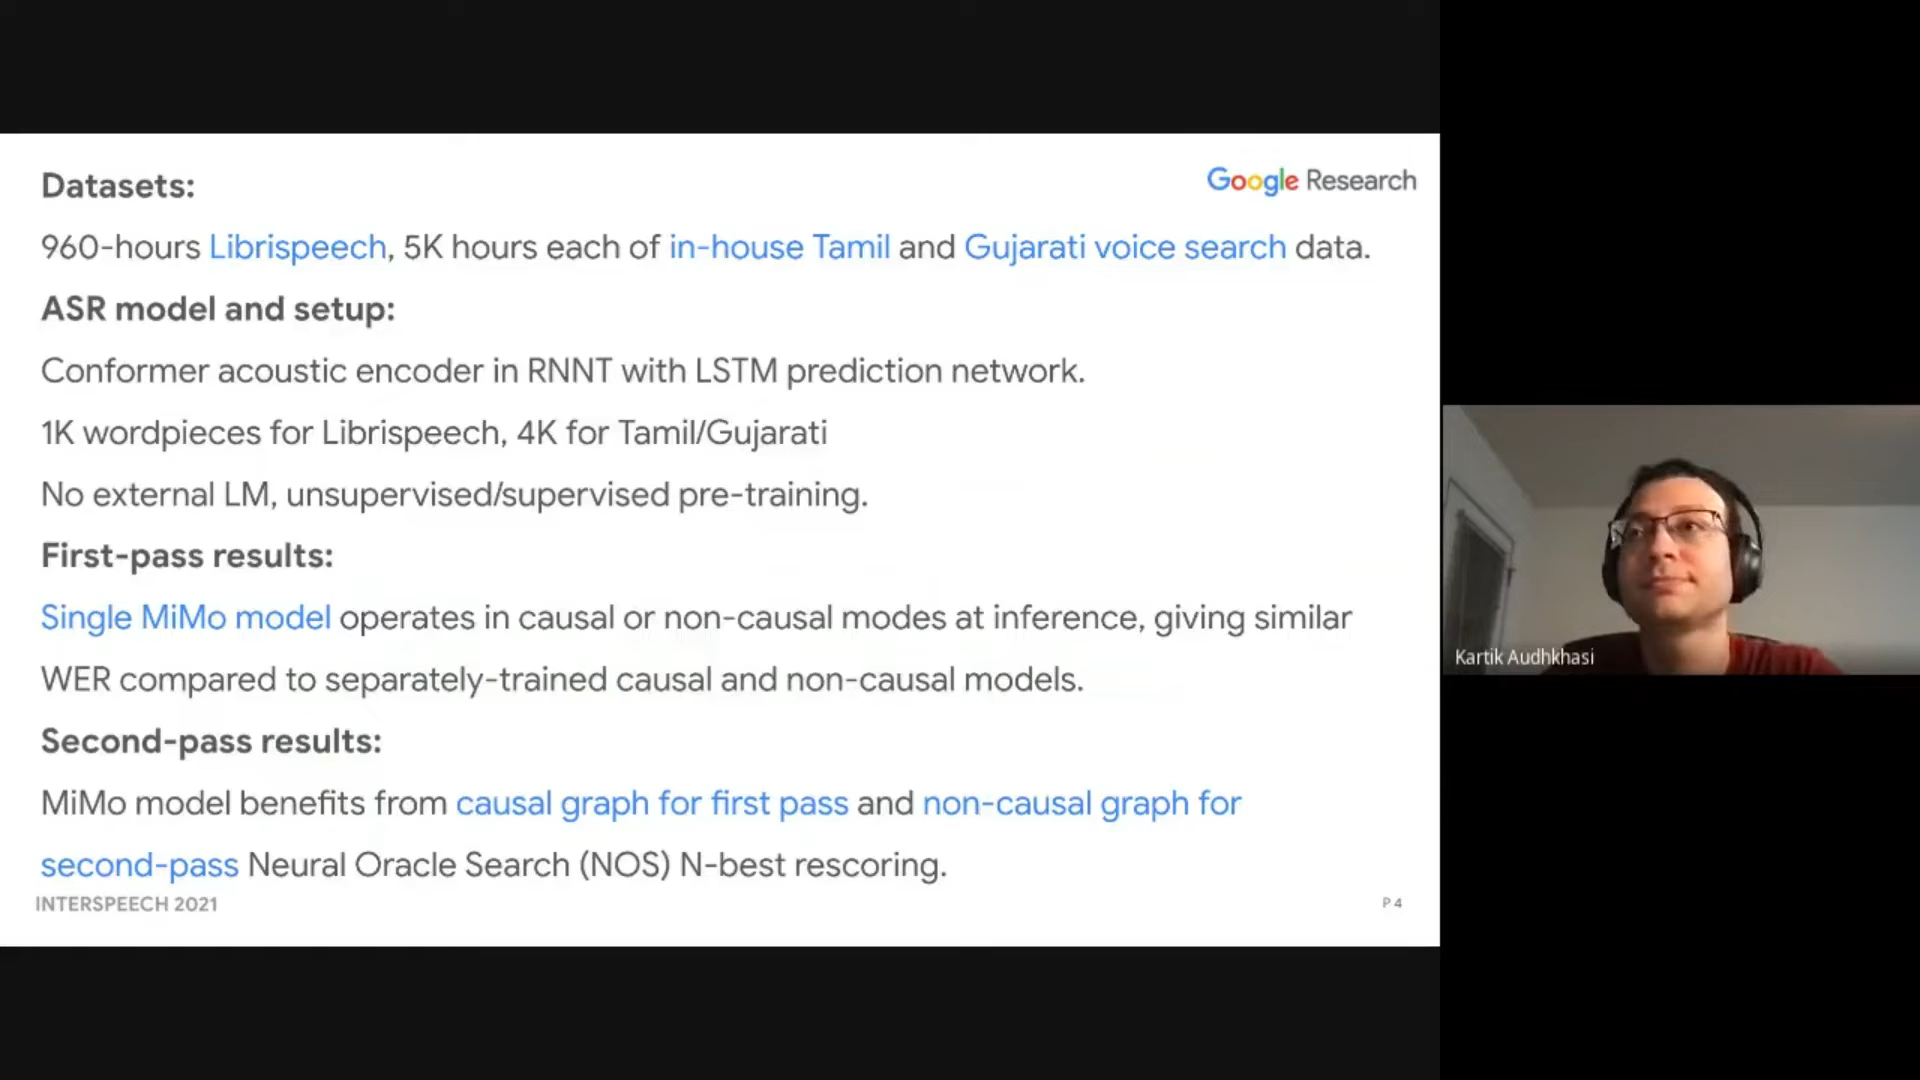 Google Research
Datasets:
960-hours Librispeech, 5K hours each of in-house Tamil and Gujarati voice search data.
ASR model and setup:
Conformer acoustic encoder in RNNT with LSTM prediction network.
1K wordpieces for Librispeech, 4K for Tamil/Gujarati
No external LM, unsupervised/supervised pre-training.
First-pass results:
Single MiMo model operates in causal or non-causal modes at inference, giving similar
WER compared to separately-trained causal and non-causal models.
Second-pass results:
MiMo model benefits from causal graph for first pass and non-causal graph for
second-pass Neural Oracle Search (NOS) N-best rescoring.
INTERSPEECH 2021
P 4
Kartik Audhkhasi